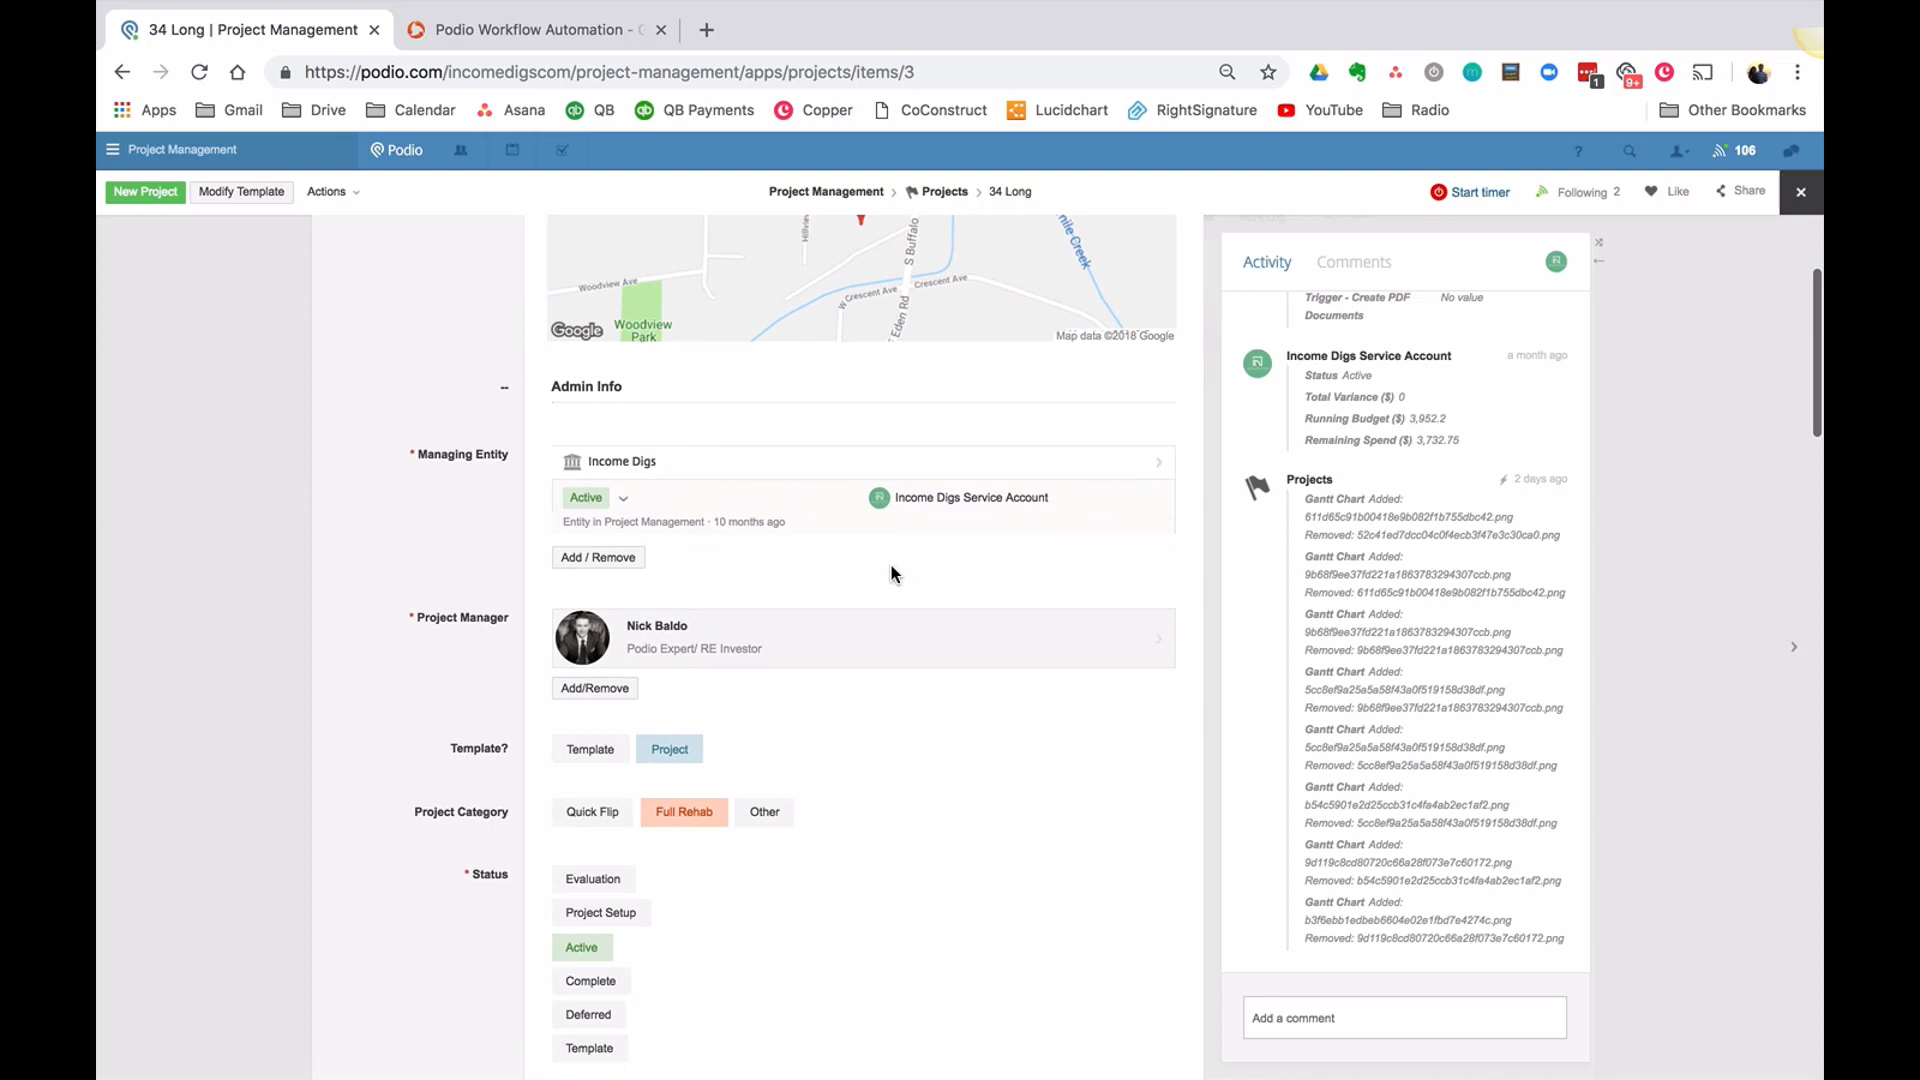 34 Long | Project Management
Podio Workflow Automation - G
https://podio.com/incomedigscom/project-management/apps/projects/items/3
1
9+
Apps
Gmail
Drive
Calendar
Asana
QB
QB Payments
Copper
CoConstruct
Lucidchart
RightSignature
YouTube
Radio
Other Bookmarks
Project Management
Podio
106
New Project
Modify Template
Actions
Project Management
Projects
34 Long
Start timer
Following 2
Like
Share
S Buffalo
Woodview Ave
W Crescent Ave
Crescent Ave
Eden Rd
Woodview
Park
Google
Map data ©2018 Google
--
Admin Info
* Managing Entity
Income Digs
Active
Income Digs Service Account
Entity in Project Management · 10 months ago
Add / Remove
* Project Manager
Nick Baldo
Podio Expert/ RE Investor
Add/Remove
Template?
Template
Project
Project Category
Quick Flip
Full Rehab
Other
* Status
Evaluation
Project Setup
Active
Complete
Deferred
Template
Activity
Comments
Trigger - Create PDF No value
Documents
Income Digs Service Account
a month ago
Status Active
Total Variance ($) 0
Running Budget ($) 3,952.2
Remaining Spend ($) 3,732.75
Projects
2 days ago
Gantt Chart Added:
611d65c91b00418e9b082f1b755dbc42.png
Removed: 52c41ed7dcc04c0f4ecb3f47e3c30ca0.png
Gantt Chart Added:
9b68f9ee37fd221a1863783294307ccb.png
Removed: 611d65c91b00418e9b082f1b755dbc42.png
Gantt Chart Added:
9b68f9ee37fd221a1863783294307ccb.png
Removed: 9b68f9ee37fd221a1863783294307ccb.png
Gantt Chart Added:
5cc8ef9a25a5a58f43a0f519158d38df.png
Removed: 9b68f9ee37fd221a1863783294307ccb.png
Gantt Chart Added:
5cc8ef9a25a5a58f43a0f519158d38df.png
Removed: 5cc8ef9a25a5a58f43a0f519158d38df.png
Gantt Chart Added:
b54c5901e2d25ccb31c4fa4ab2ec1af2.png
Removed: 5cc8ef9a25a5a58f43a0f519158d38df.png
Gantt Chart Added:
9d119c8cd80720c66a28f073e7c60172.png
Removed: b54c5901e2d25ccb31c4fa4ab2ec1af2.png
Gantt Chart Added:
b3f6ebb1edbeb6604e02e1fbd7e4274c.png
Removed: 9d119c8cd80720c66a28f073e7c60172.png
Add a comment